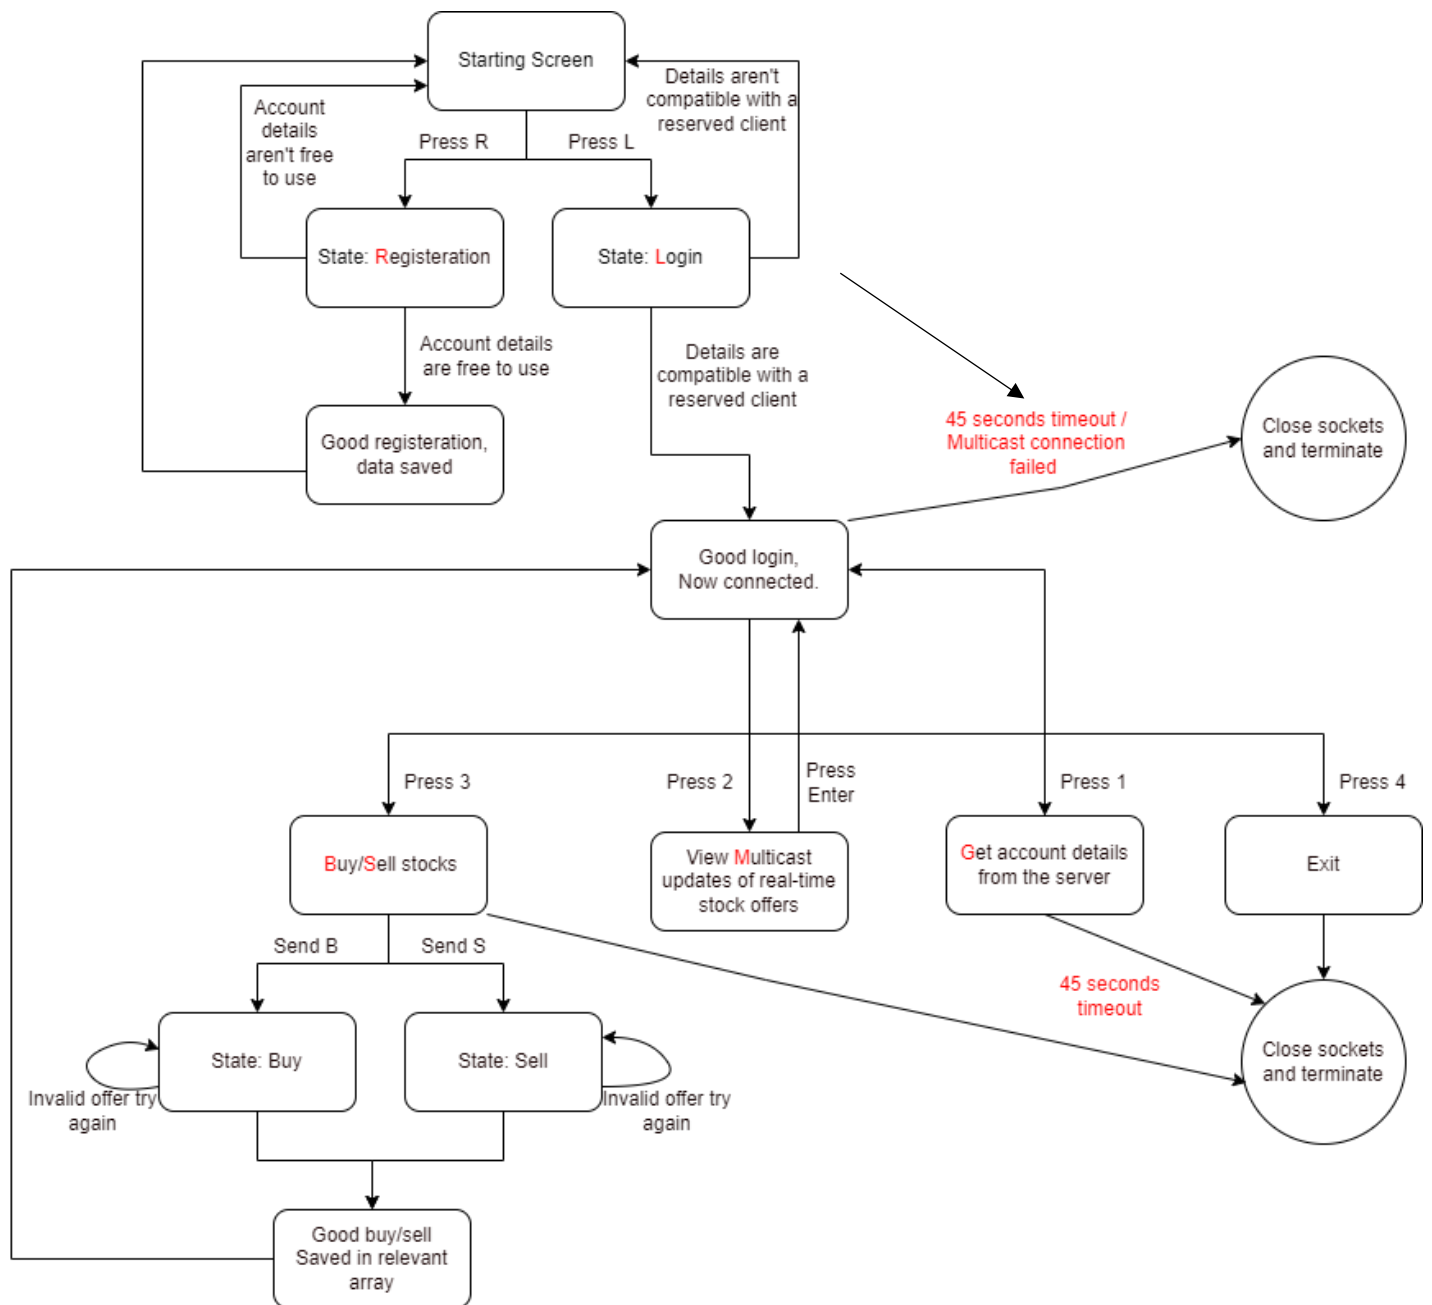 Starting Screen
Details aren't
compatible with a
reserved client
Account
details
aren't free
to use
Press R
Press L
State: Registeration
State: Login
Account details
are free to use
Details are
compatible with a
reserved client
45 seconds timeout /
Multicast connection
failed
Close sockets
and terminate
Good registeration,
data saved
Good login,
Now connected.
Press 3
Press 2
Press
Enter
Press 1
Press 4
Buy/Sell stocks
View Multicast
updates of real-time
stock offers
Get account details
from the server
Exit
Send B
Send S
45 seconds
timeout
State: Buy
State: Sell
Close sockets
and terminate
Invalid offer try
again
Invalid offer try
again
Good buy/sell
Saved in relevant
array